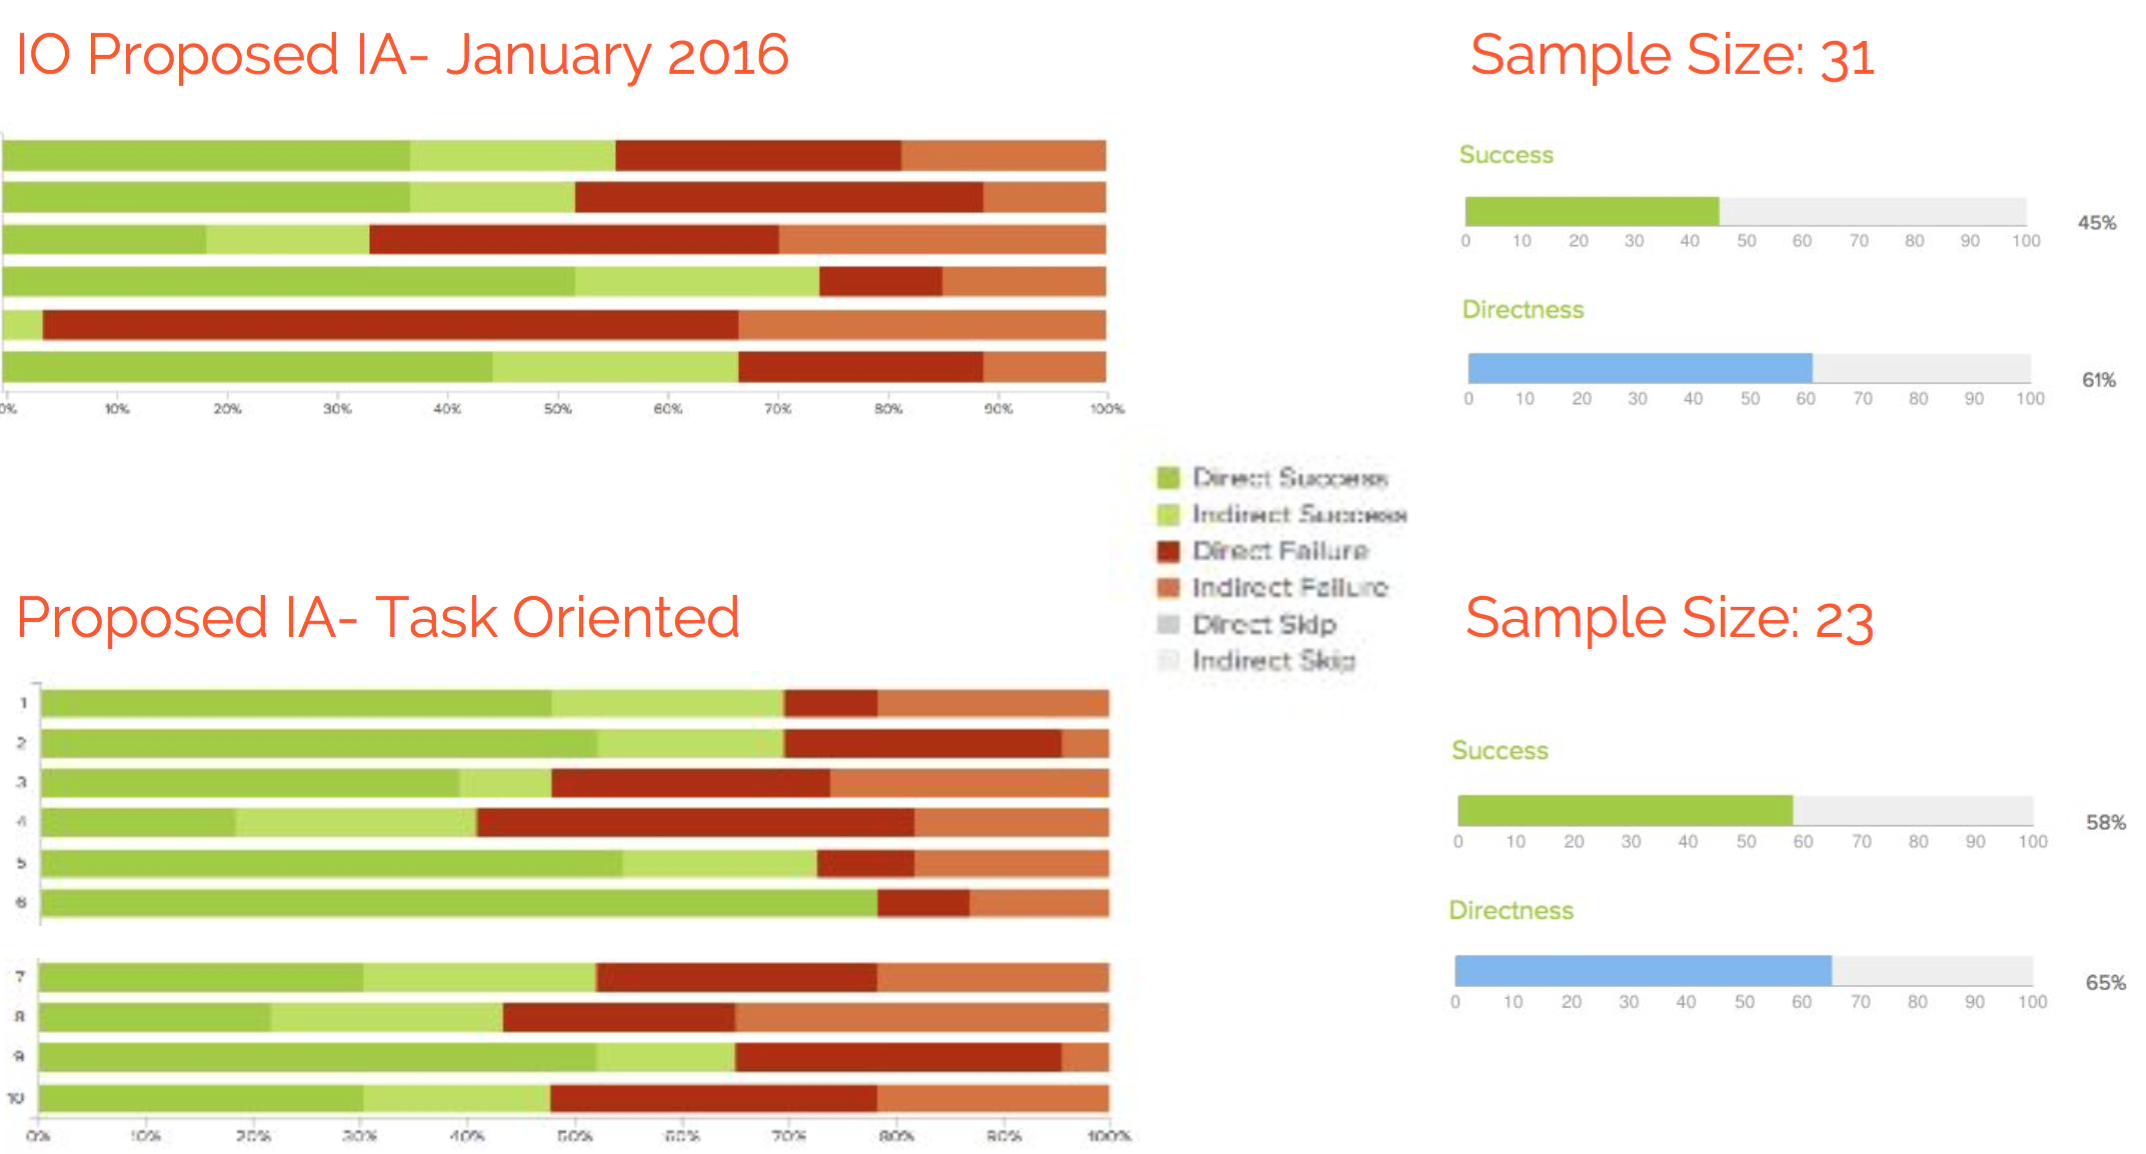 IO Proposed IA- January 2016
Sample Size: 31
Success
45%
0 10 20 30 40 50 60 70 80 90 100
Directness
61%
0 10 20 30 40 50 60 70 80 90 100
0% 10% 20% 30% 40% 50% 60% 70% 80% 90% 100%
Direct Success
Indirect Success
Direct Failure
Indirect Failure
Direct Skip
Indirect Skip
Proposed IA- Task Oriented
Sample Size: 23
1
2
3
4
5
6
7
8
9
10
0% 10% 20% 30% 40% 50% 60% 70% 80% 90% 100%
Success
58%
0 10 20 30 40 50 60 70 80 90 100
Directness
65%
0 10 20 30 40 50 60 70 80 90 100